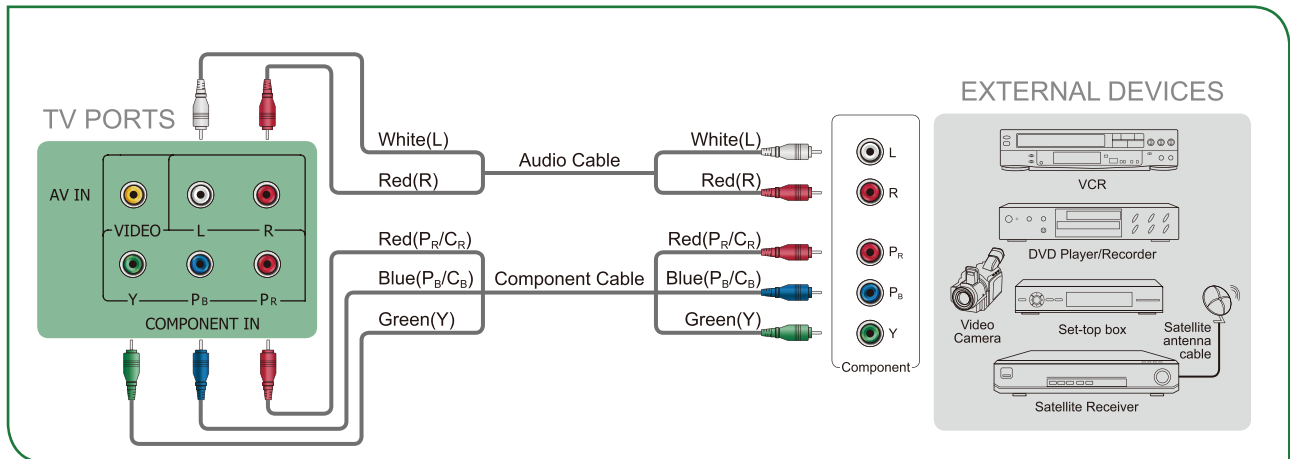 TV PORTS
AV IN
VIDEO
L
R
Y
PB
PR
COMPONENT IN
White(L)
Red(R)
Audio Cable
White(L)
Red(R)
Red(PR/CR)
Blue(PB/CB)
Green(Y)
Component Cable
Red(PR/CR)
Blue(PB/CB)
Green(Y)
L
R
PR
PB
Y
Component
EXTERNAL DEVICES
VCR
DVD Player/Recorder
Video
Camera
Set-top box
Satellite
antenna
cable
Satellite Receiver